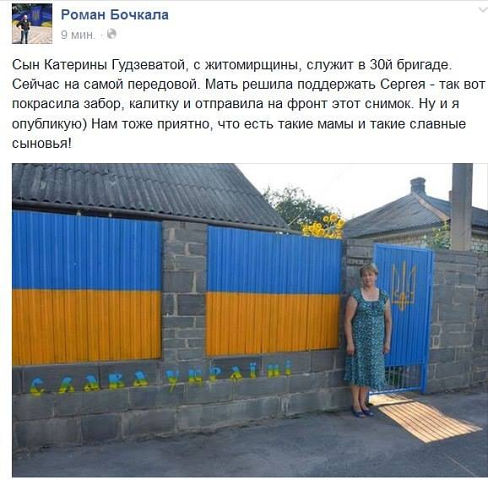 Роман Бочкала
9 мин. ·
Сын Катерины Гудзеватой, с житомирщины, служит в 30й бригаде.
Сейчас на самой передовой. Мать решила поддержать Сергея - так вот
покрасила забор, калитку и отправила на фронт этот снимок. Ну и я
опубликую) Нам тоже приятно, что есть такие мамы и такие славные
сыновья!
СЛАВА УКРАЇНІ